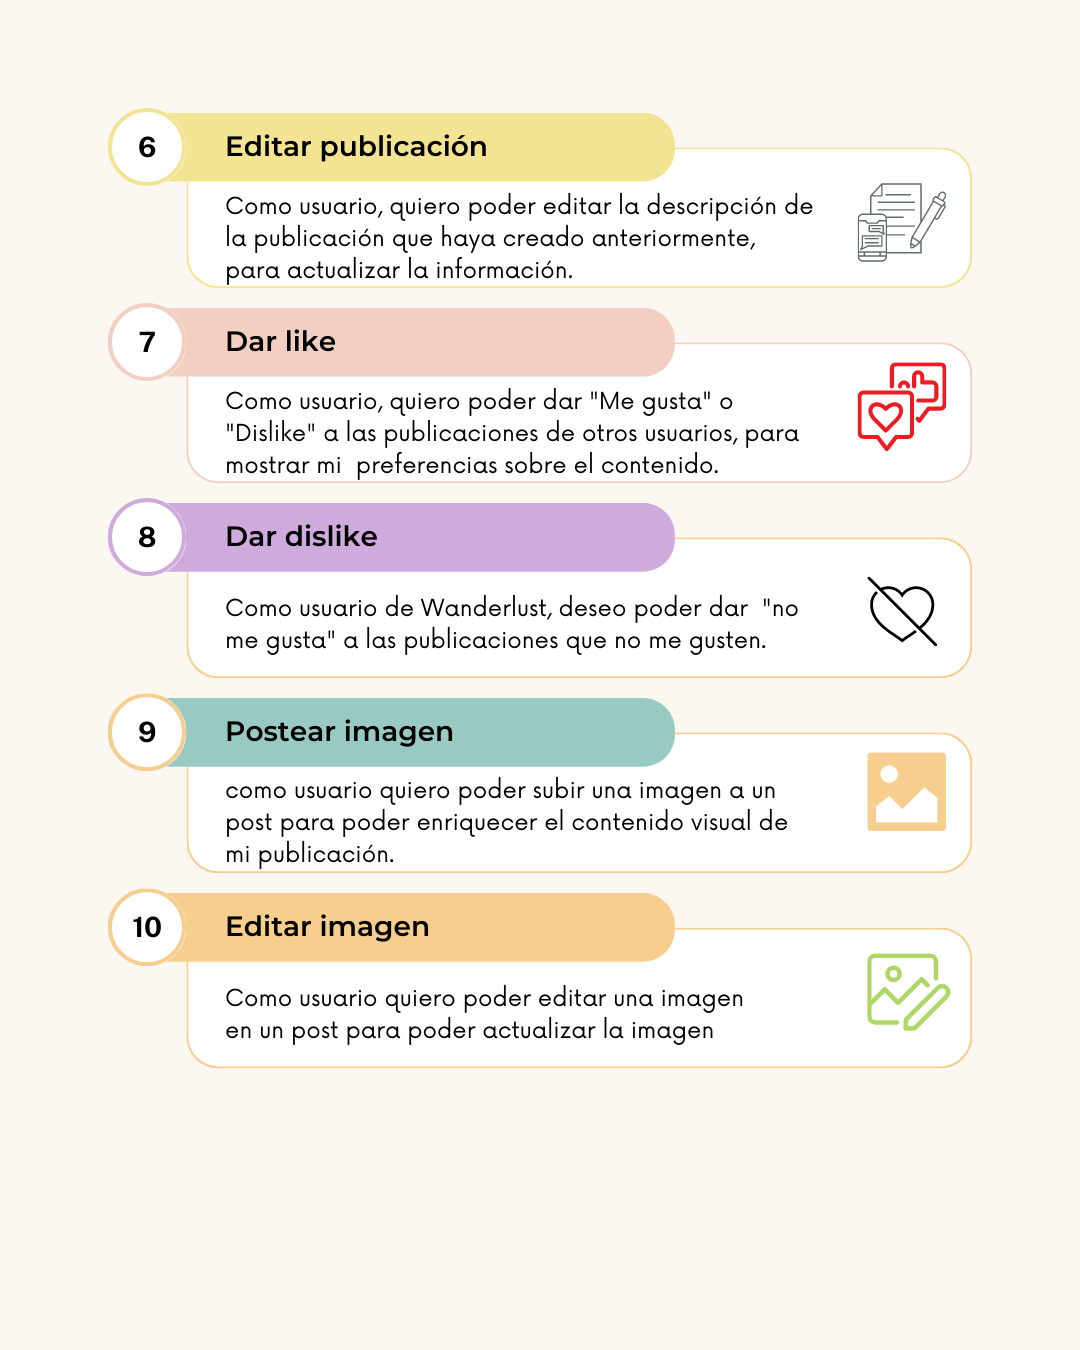 6
Editar publicación
Como usuario, quiero poder editar la descripción de
la publicación que haya creado anteriormente,
para actualizar la información.
7
Dar like
Como usuario, quiero poder dar "Me gusta" o
"Dislike" a las publicaciones de otros usuarios, para
mostrar mi  preferencias sobre el contenido.
8
Dar dislike
Como usuario de Wanderlust, deseo poder dar  "no
me gusta" a las publicaciones que no me gusten.
9
Postear imagen
como usuario quiero poder subir una imagen a un
post para poder enriquecer el contenido visual de
mi publicación.
10
Editar imagen
Como usuario quiero poder editar una imagen
en un post para poder actualizar la imagen